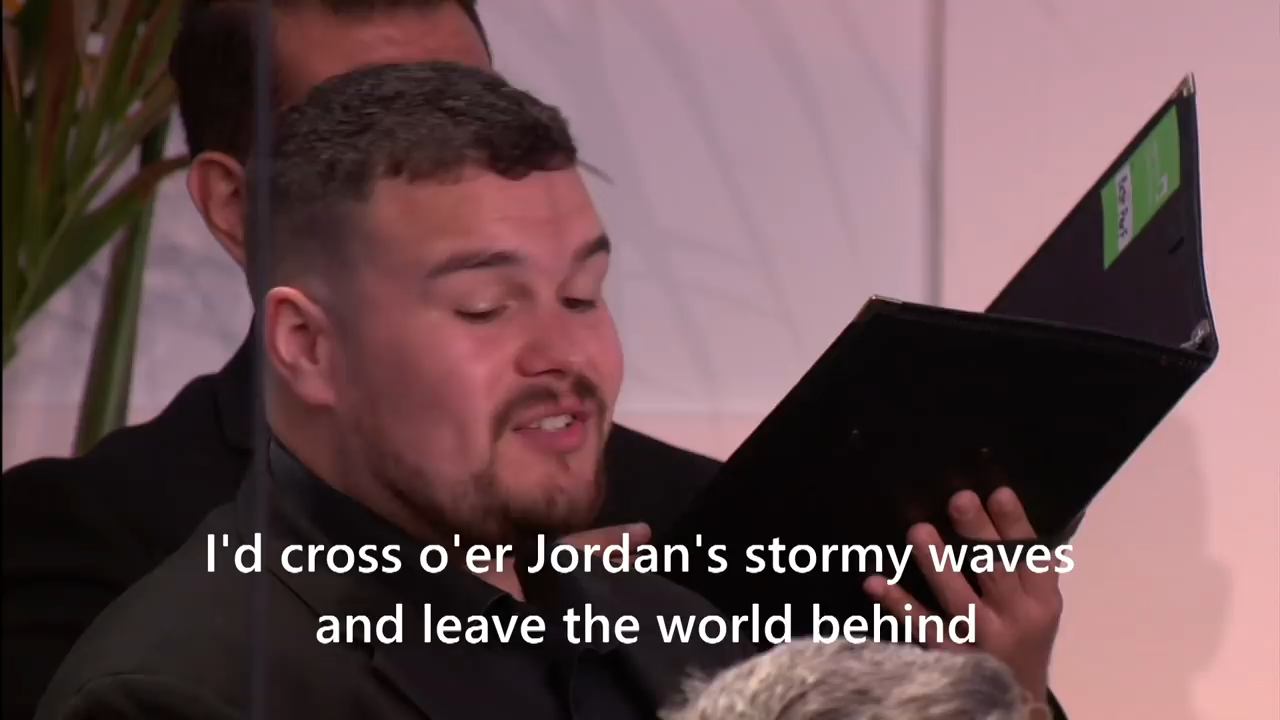 I'd cross o'er Jordan's stormy waves
and leave the world behind